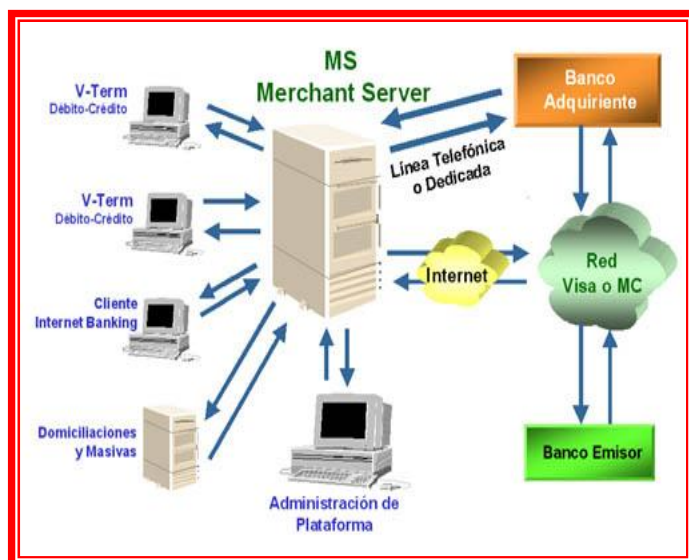 MS
Merchant Server
V-Term
Débito-Crédito
Banco
Adquiriente
Línea Telefónica
o Dedicada
V-Term
Débito-Crédito
Internet
Red
Visa o MC
Cliente
Internet Banking
Domiciliaciones
y Masivas
Banco Emisor
Administración de
Plataforma